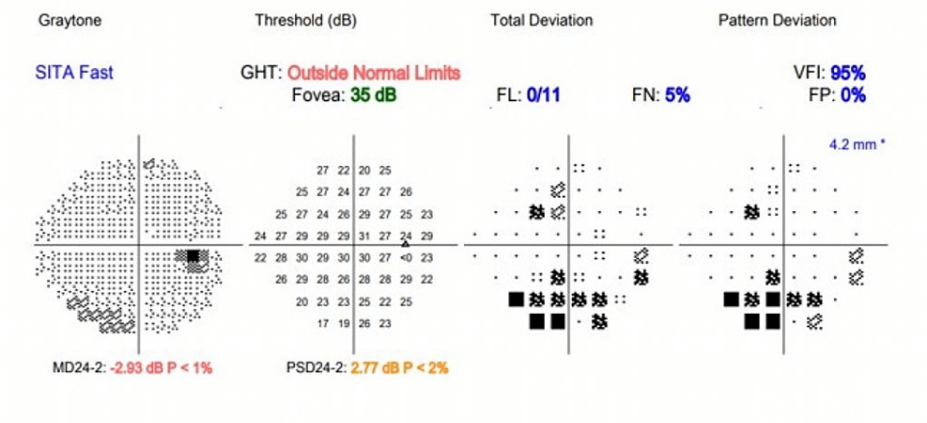 Graytone Threshold (dB) Total Deviation Pattern Deviation
SITA Fast GHT: Outside Normal Limits VFI: 95%
Fovea: 35 dB FL: 0/11 FN: 5% FP: 0%
4.2 mm *
27 22 20 25
25 27 24 27 27 26
25 27 24 26 29 27 25 23
24 27 29 29 31 27 24 29
22 28 30 29 30 30 27 <0 23
26 29 28 26 28 28 29 22
20 23 23 25 22 25
17 19 26 23
MD24-2: -2.93 dB P < 1% PSD24-2: 2.77 dB P < 2%